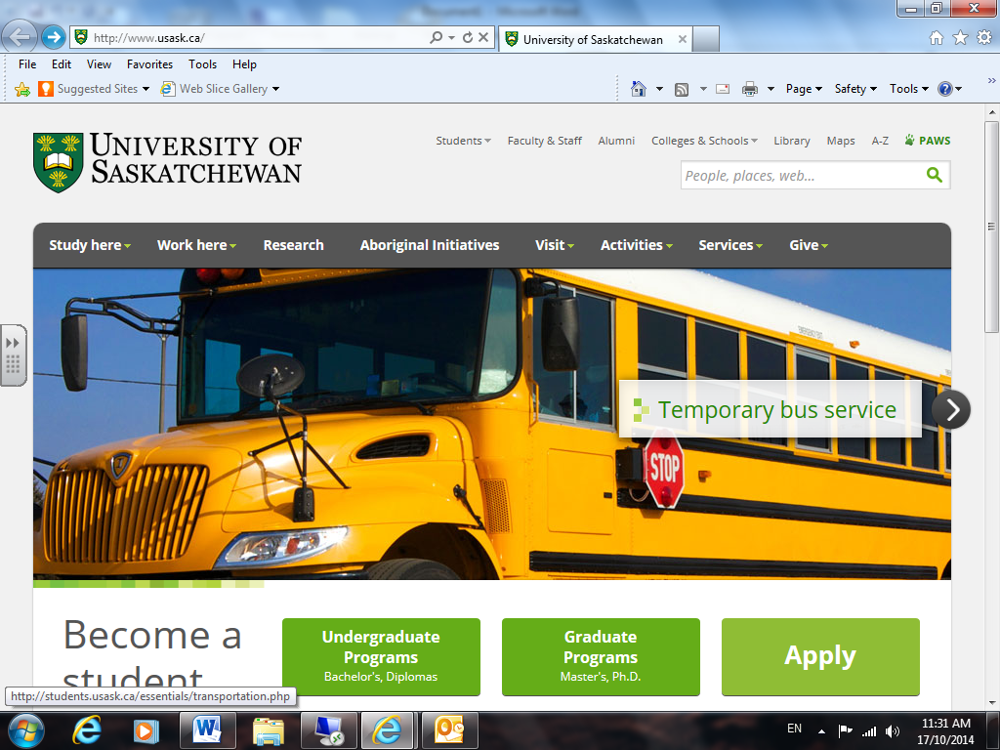 http://www.usask.ca/
University of Saskatchewan
File Edit View Favorites Tools Help
Suggested Sites Web Slice Gallery
Page Safety Tools
UNIVERSITY OF
SASKATCHEWAN
Students Faculty & Staff Alumni Colleges & Schools Library Maps A-Z PAWS
People, places, web...
Study here Work here Research Aboriginal Initiatives Visit Activities Services Give
Temporary bus service
STOP
Become a
student
Undergraduate
Programs
Bachelor's, Diplomas
Graduate
Programs
Master's, Ph.D.
Apply
http://students.usask.ca/essentials/transportation.php
EN
11:31 AM
17/10/2014